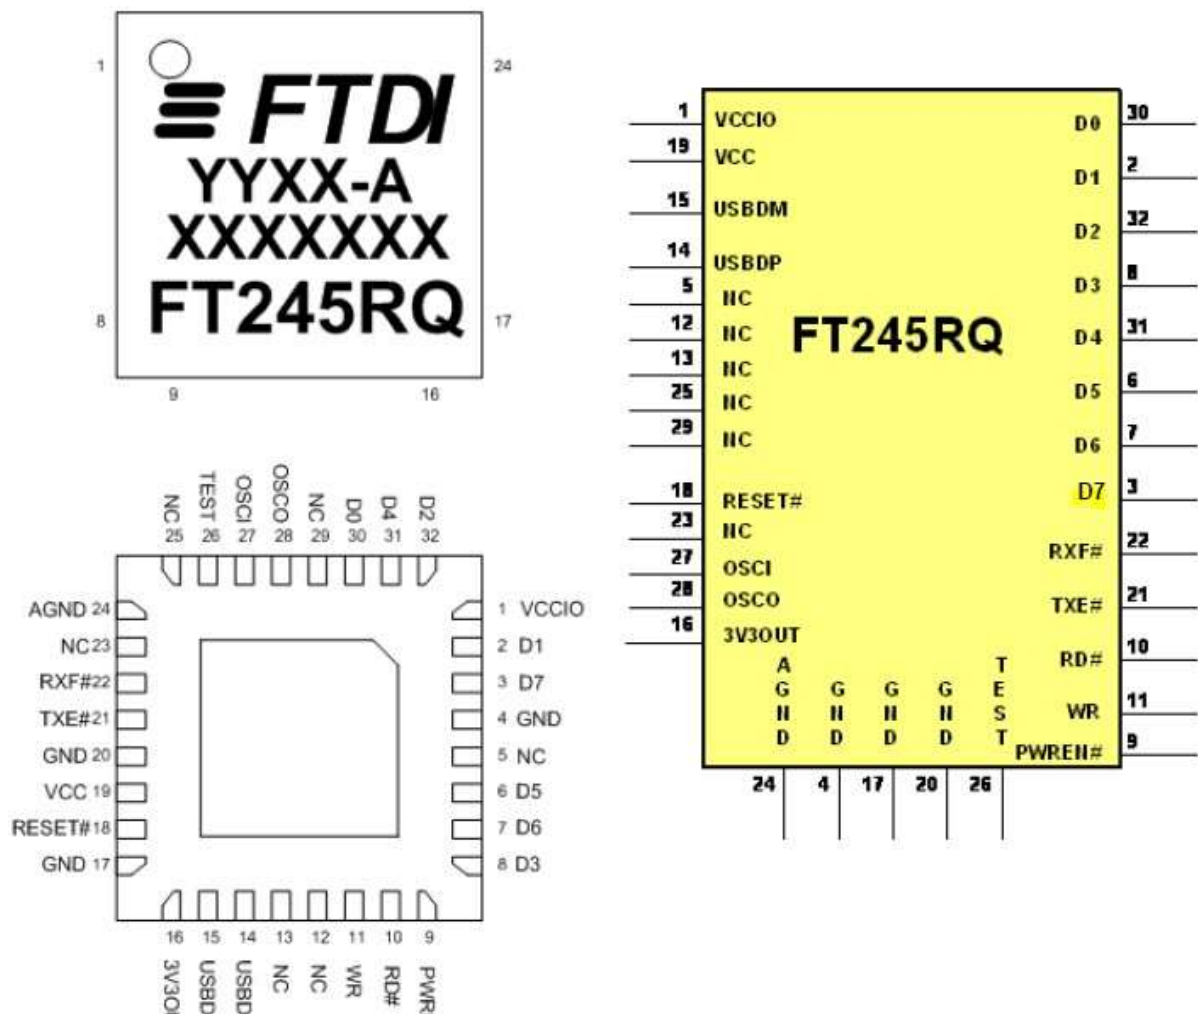 1
24
FTDI
YYXX-A
XXXXXXX
FT245RQ
8
17
9
16
NC 25
TEST 26
OSCI 27
OSCO 28
NC 29
D0 30
D4 31
D2 32
AGND 24
NC 23
RXF# 22
TXE# 21
GND 20
VCC 19
RESET# 18
GND 17
1 VCCIO
2 D1
3 D7
4 GND
5 NC
6 D5
7 D6
8 D3
16 3V3O
15 USBD
14 USBD
13 NC
12 NC
11 WR
10 RD#
9 PWR
FT245RQ
1 VCCIO
19 VCC
15 USBDM
14 USBDP
5 NC
12 NC
13 NC
25 NC
29 NC
18 RESET#
23 NC
27 OSCI
28 OSCO
16 3V3OUT
D0 30
D1 2
D2 32
D3 8
D4 31
D5 6
D6 7
D7 3
RXF# 22
TXE# 21
RD# 10
WR 11
PWREN# 9
AGND 24
GND 4
GND 17
GND 20
TEST 26